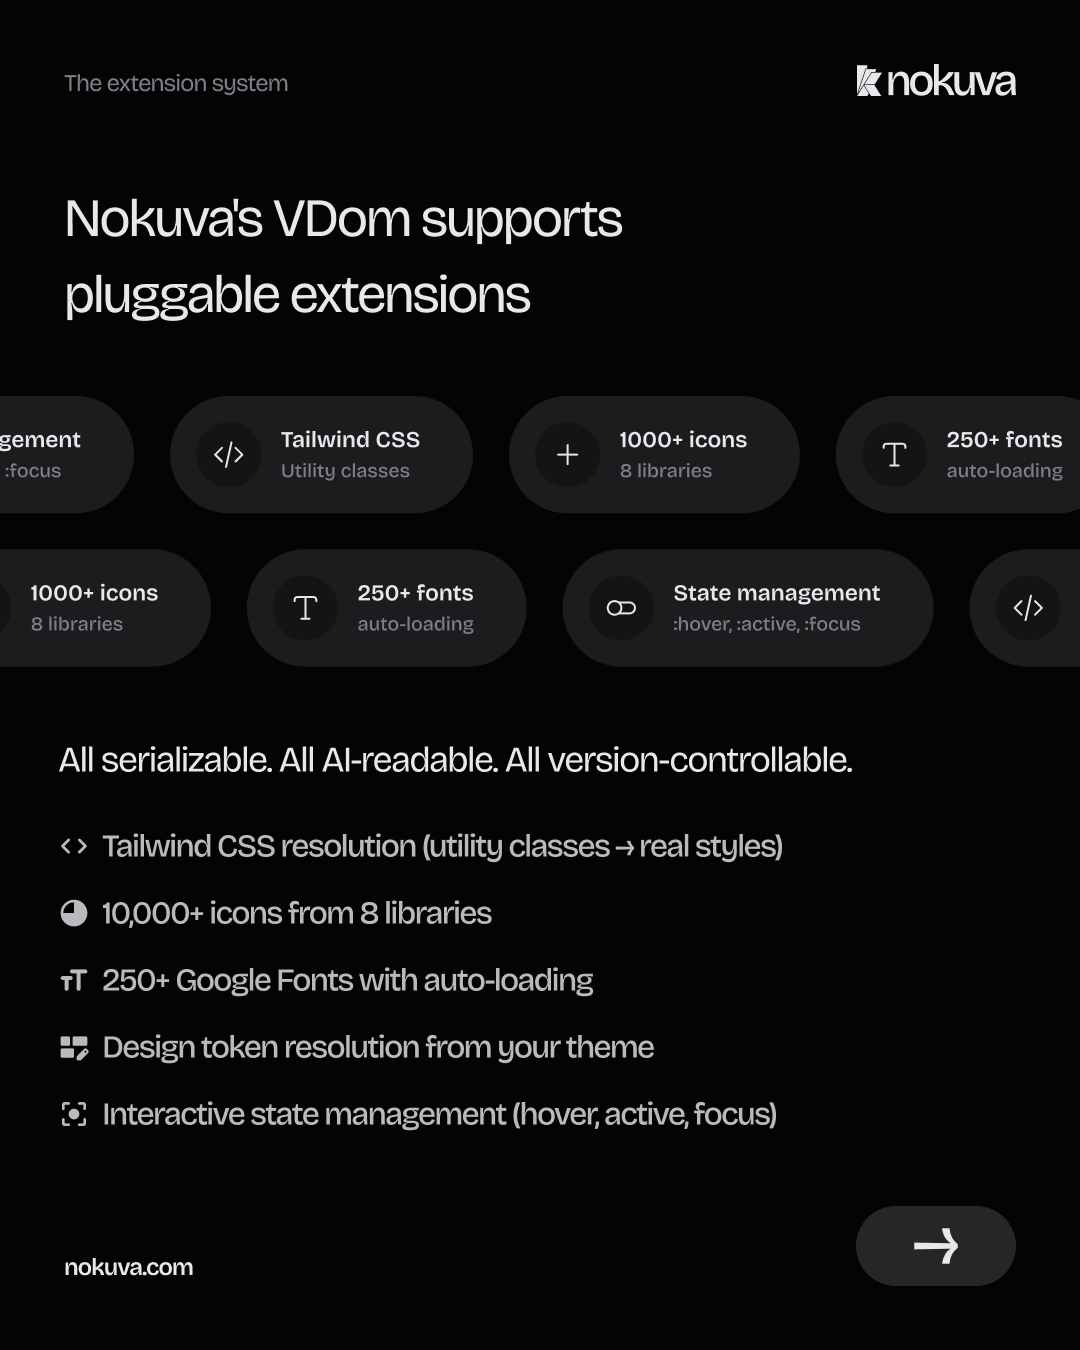 The extension system
nokuva
Nokuva's VDom supports
pluggable extensions
gement
:focus
Tailwind CSS
Utility classes
1000+ icons
8 libraries
250+ fonts
auto-loading
1000+ icons
8 libraries
250+ fonts
auto-loading
State management
:hover, :active, :focus
All serializable. All AI-readable. All version-controllable.
Tailwind CSS resolution (utility classes → real styles)
10,000+ icons from 8 libraries
250+ Google Fonts with auto-loading
Design token resolution from your theme
Interactive state management (hover, active, focus)
nokuva.com